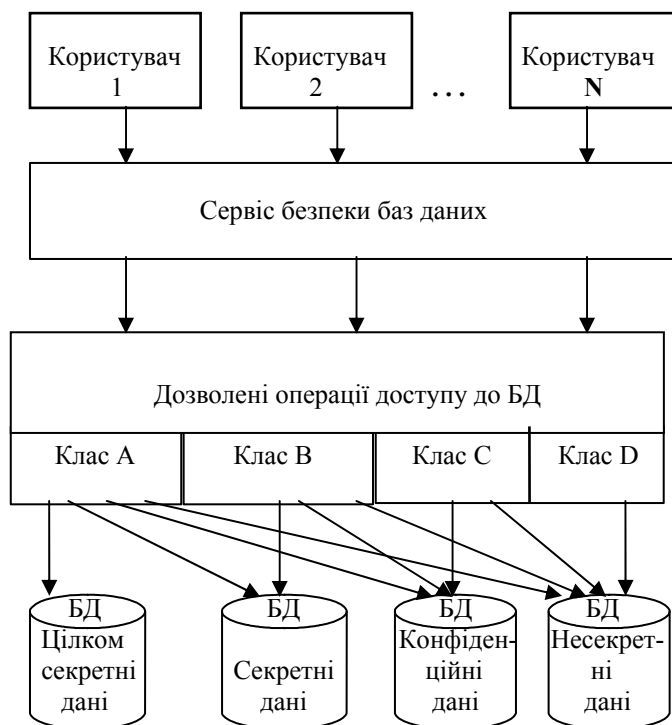 Користувач
1
Користувач
2
. . .
Користувач
N
Сервіс безпеки баз даних
Дозволені операції доступу до БД
Клас А
Клас В
Клас С
Клас D
БД
Цілком
секретні
дані
БД
Секретні
дані
БД
Конфіден-
ційні
дані
БД
Несекрет-
ні
дані